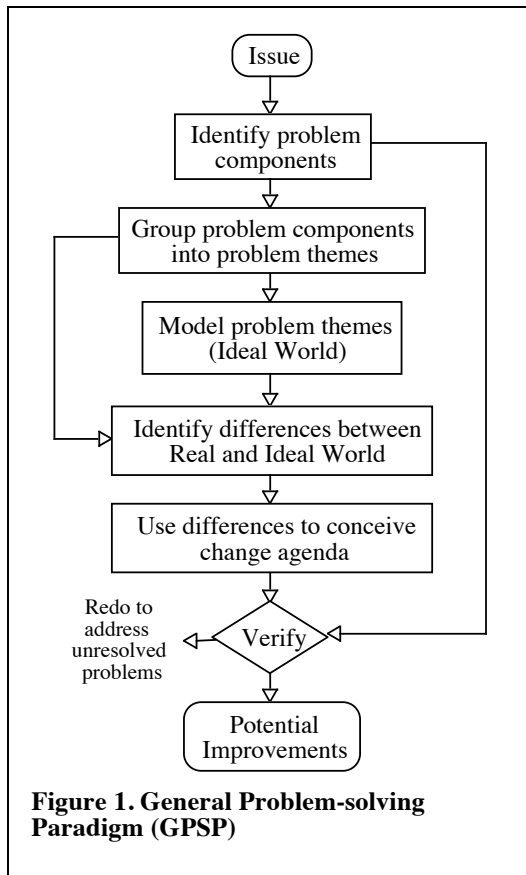 Issue
Identify problem
components
Group problem components
into problem themes
Model problem themes
(Ideal World)
Identify differences between
Real and Ideal World
Use differences to conceive
change agenda
Redo to
address
unresolved
problems
Verify
Potential
Improvements
Figure 1. General Problem-solving
Paradigm (GPSP)